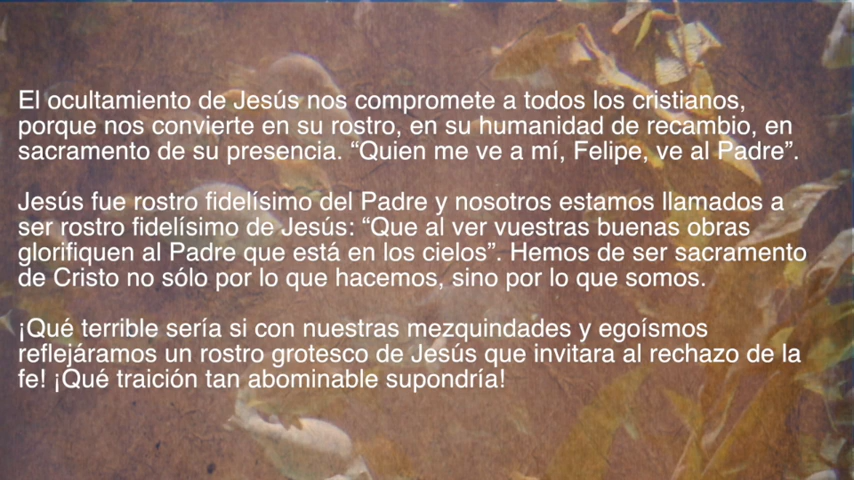 El ocultamiento de Jesús nos compromete a todos los cristianos,
porque nos convierte en su rostro, en su humanidad de recambio, en
sacramento de su presencia. “Quien me ve a mí, Felipe, ve al Padre”.
Jesús fue rostro fidelísimo del Padre y nosotros estamos llamados a
ser rostro fidelísimo de Jesús: “Que al ver vuestras buenas obras
glorifiquen al Padre que está en los cielos”. Hemos de ser sacramento
de Cristo no sólo por lo que hacemos, sino por lo que somos.
¡Qué terrible sería si con nuestras mezquindades y egoísmos
reflejáramos un rostro grotesco de Jesús que invitara al rechazo de la
fe! ¡Qué traición tan abominable supondría!